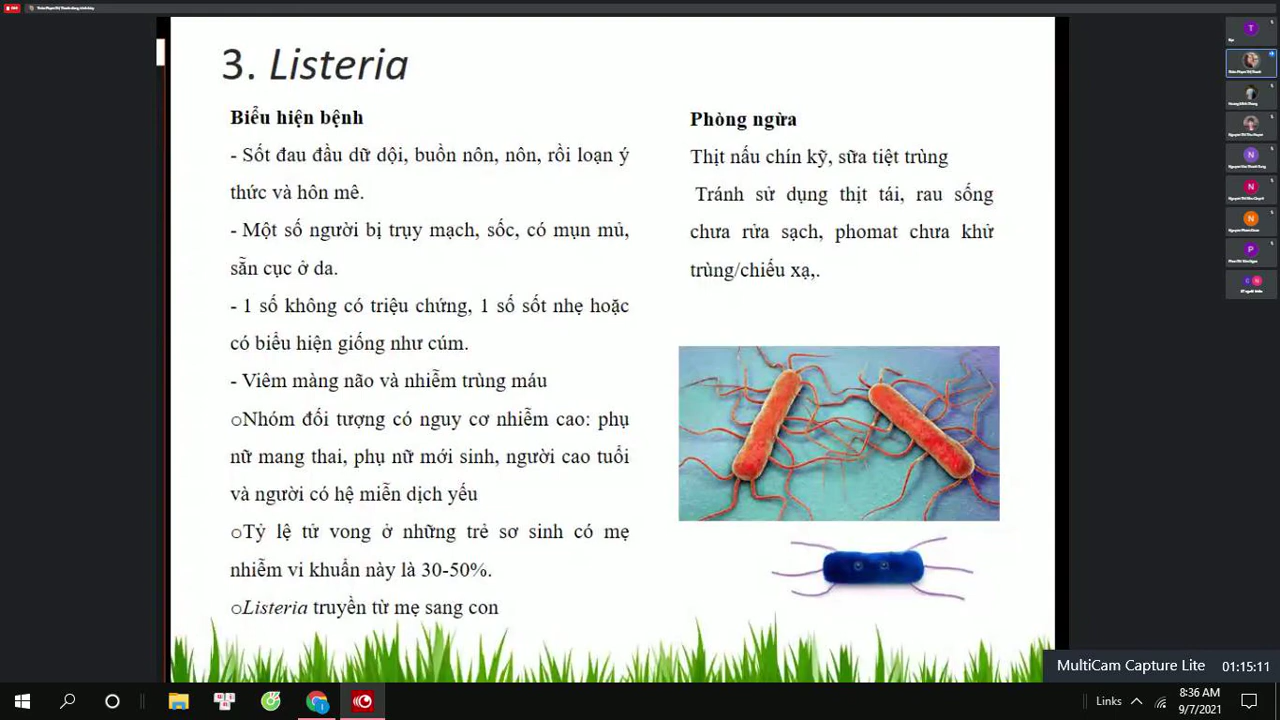 3. Listeria
Biểu hiện bệnh
- Sốt đau đầu dữ dội, buồn nôn, nôn, rồi loạn ý
thức và hôn mê.
- Một số người bị trụy mạch, sốc, có mụn mủ,
sẵn cục ở da.
- 1 số không có triệu chứng, 1 số sốt nhẹ hoặc
có biểu hiện giống như cúm.
- Viêm màng não và nhiễm trùng máu
oNhóm đối tượng có nguy cơ nhiễm cao: phụ
nữ mang thai, phụ nữ mới sinh, người cao tuổi
và người có hệ miễn dịch yếu
oTỷ lệ tử vong ở những trẻ sơ sinh có mẹ
nhiễm vi khuẩn này là 30-50%.
oListeria truyền từ mẹ sang con
Phòng ngừa
Thịt nấu chín kỹ, sữa tiệt trùng
Tránh sử dụng thịt tái, rau sống
chưa rửa sạch, phomat chưa khử
trùng/chiếu xạ,.
T
N
N
N
P
C N
MultiCam Capture Lite 01:15:11
Links
8:36 AM
9/7/2021